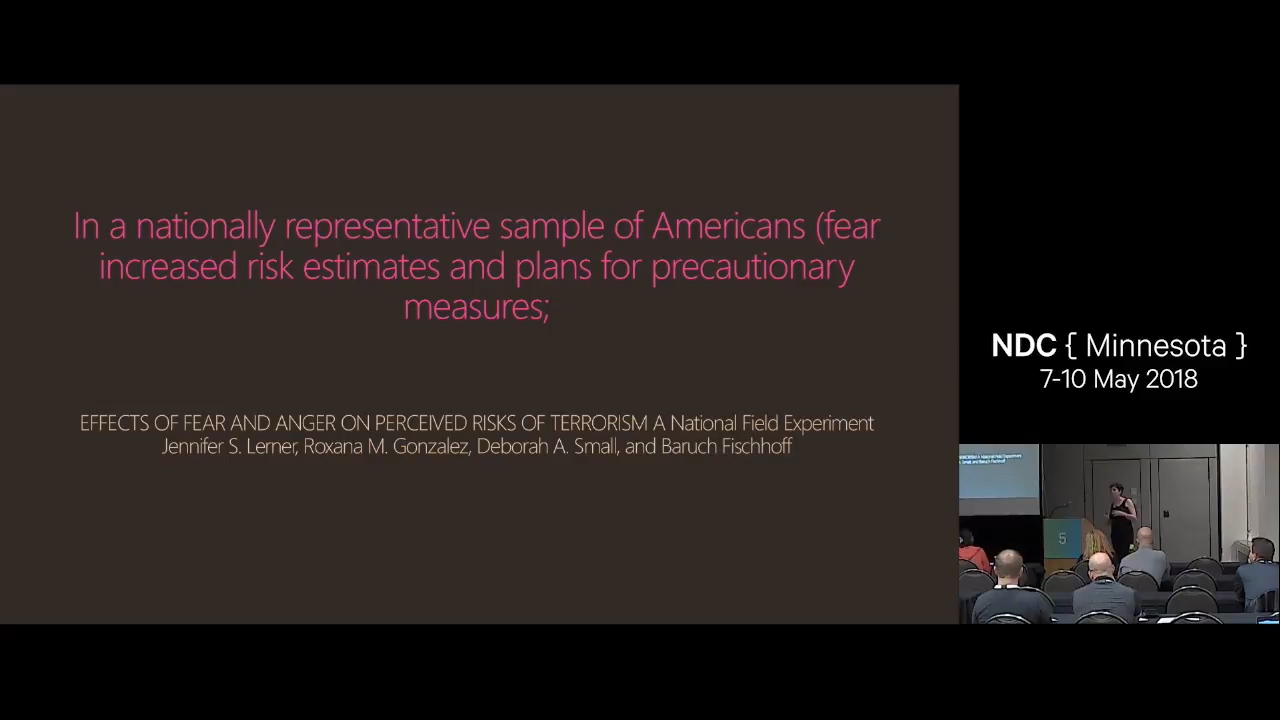 In a nationally representative sample of Americans (fear
increased risk estimates and plans for precautionary
measures;
EFFECTS OF FEAR AND ANGER ON PERCEIVED RISKS OF TERRORISM A National Field Experiment
Jennifer S. Lerner, Roxana M. Gonzalez, Deborah A. Small, and Baruch Fischhoff
NDC { Minnesota }
7-10 May 2018
5